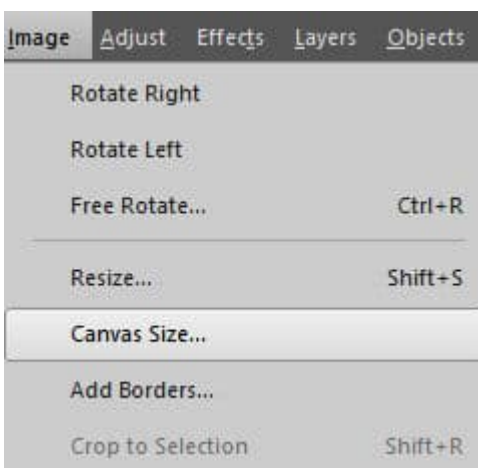 Image Adjust Effects Layers Objects
Rotate Right
Rotate Left
Free Rotate... Ctrl+R
Resize... Shift+S
Canvas Size...
Add Borders...
Crop to Selection Shift+R